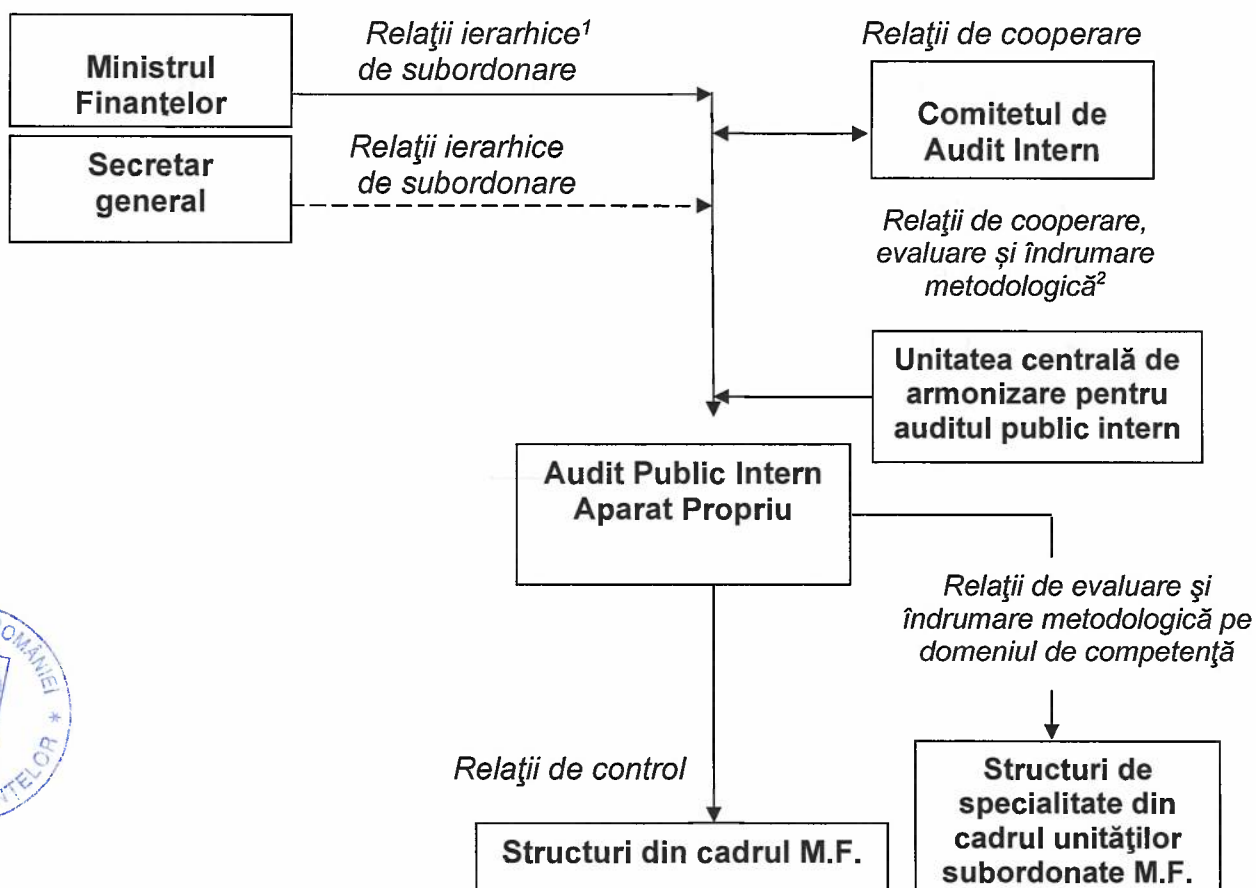 Relaţii ierarhice¹
de subordonare
Relaţii de cooperare
Ministrul
Finanțelor
Comitetul de
Audit Intern
Secretar
general
Relaţii ierarhice
de subordonare
Relaţii de cooperare,
evaluare și îndrumare
metodologică²
Unitatea centrală de
armonizare pentru
auditul public intern
Audit Public Intern
Aparat Propriu
Relaţii de evaluare şi
îndrumare metodologică pe
domeniul de competenţă
Relaţii de control
Structuri de
specialitate din
cadrul unităţilor
subordonate M.F.
Structuri din cadrul M.F.